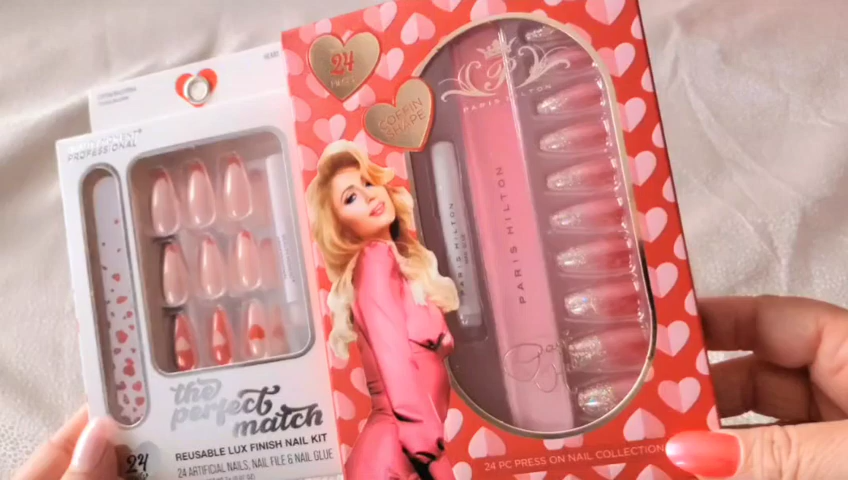 PROFESSIONAL
the
perfect
match
REUSABLE LUX FINISH NAIL KIT
24 ARTIFICIAL NAILS, NAIL FILE & NAIL GLUE
24
24
COFFIN
SHAPE
PARIS HILTON
PARIS HILTON
PARIS HILTON
24 PC PRESS ON NAIL COLLECTION